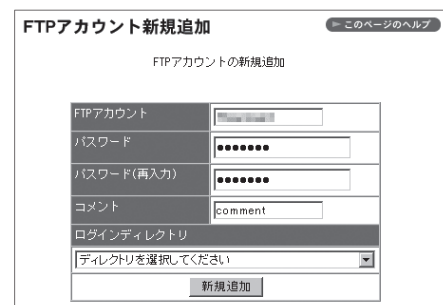 FTPアカウント新規追加
このページのヘルプ
FTPアカウントの新規追加
FTPアカウント
パスワード
●●●●●●●
パスワード(再入力)
●●●●●●●
コメント
comment
ログインディレクトリ
ディレクトリを選択してください
新規追加